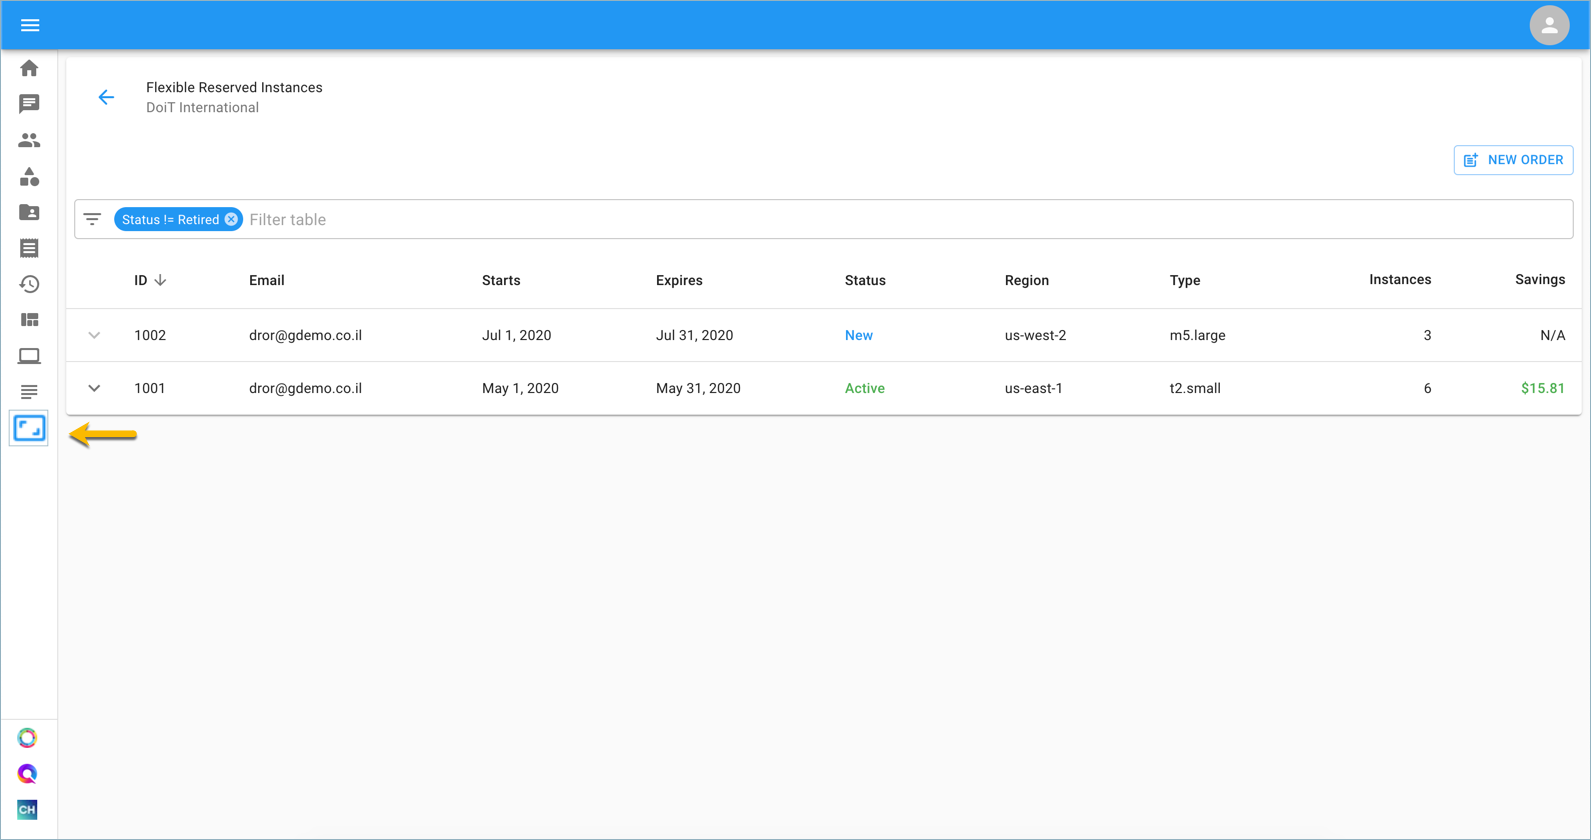 Flexible Reserved Instances
DoiT International
NEW ORDER
Status != Retired Filter table
ID Email Starts Expires Status Region Type Instances Savings
1002 dror@gdemo.co.il Jul 1, 2020 Jul 31, 2020 New us-west-2 m5.large 3 N/A
1001 dror@gdemo.co.il May 1, 2020 May 31, 2020 Active us-east-1 t2.small 6 $15.81
CH